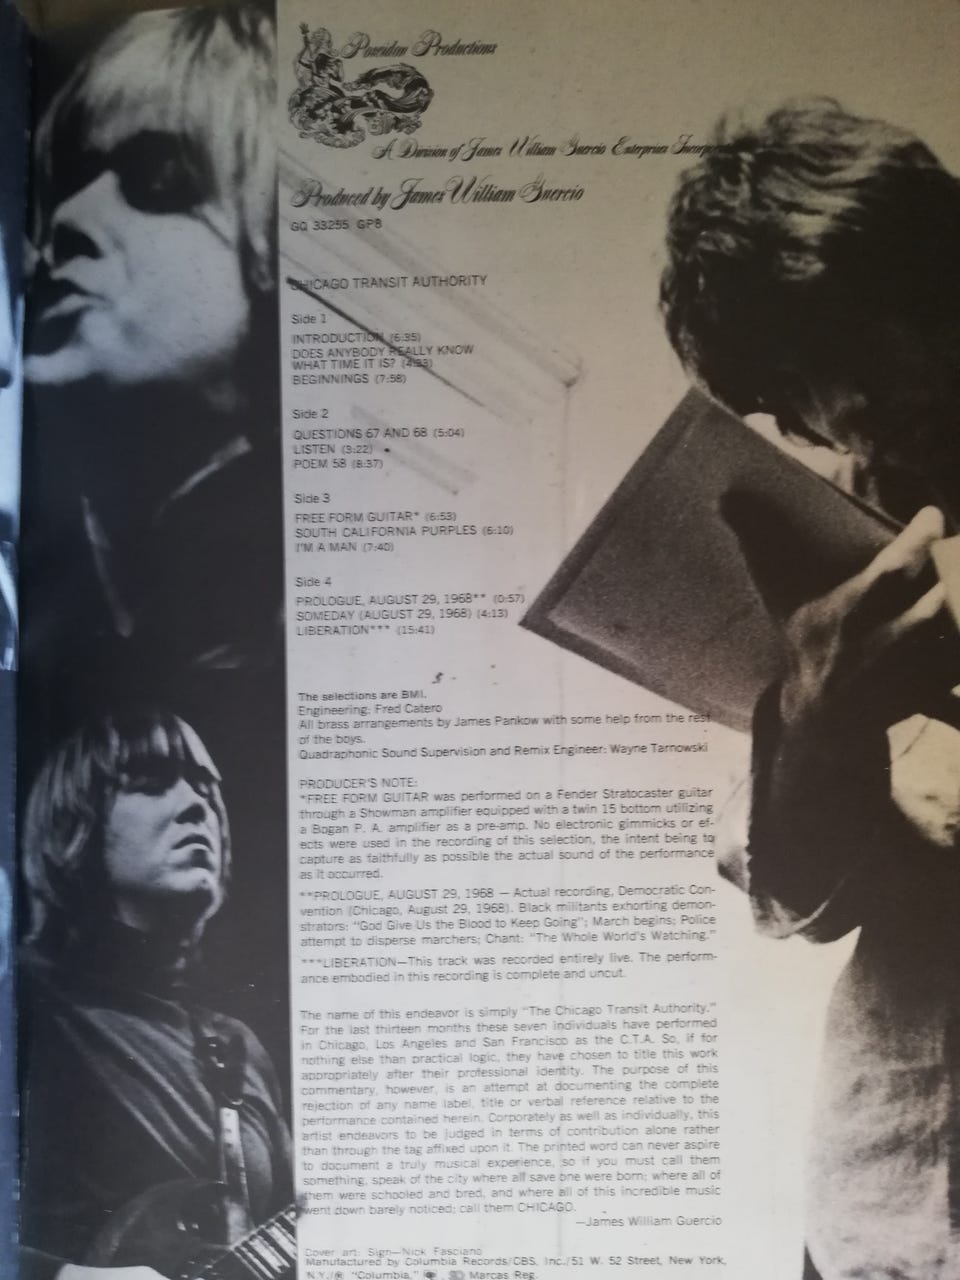 Poseidon Productions
A Division of James William Guercio Enterprises
Produced by James William Guercio
GQ 33255 GP8
CHICAGO TRANSIT AUTHORITY
Side 1
INTRODUCTION (6:35)
DOES ANYBODY REALLY KNOW
WHAT TIME IT IS? (4:33)
BEGINNINGS (7:58)
Side 2
QUESTIONS 67 AND 68 (5:04)
LISTEN (3:22)
POEM 58 (8:37)
Side 3
FREE FORM GUITAR* (6:53)
SOUTH CALIFORNIA PURPLES (6:10)
I'M A MAN (7:40)
Side 4
PROLOGUE, AUGUST 29, 1968** (0:57)
SOMEDAY (AUGUST 29, 1968) (4:13)
LIBERATION*** (15:41)
The selections are BMI.
Engineering: Fred Catero
All brass arrangements by James Pankow with some help from the rest
of the boys.
Quadraphonic Sound Supervision and Remix Engineer: Wayne Tarnowski
PRODUCER'S NOTE:
*FREE FORM GUITAR was performed on a Fender Stratocaster guitar
through a Showman amplifier equipped with a twin 15 bottom utilizing
a Bogan P. A. amplifier as a pre-amp. No electronic gimmicks or ef-
ects were used in the recording of this selection, the intent being to
capture as faithfully as possible the actual sound of the performance
as it occurred.
**PROLOGUE, AUGUST 29, 1968 — Actual recording, Democratic Con-
vention (Chicago, August 29, 1968). Black militants exhorting demon-
strators: "God Give Us the Blood to Keep Going"; March begins; Police
attempt to disperse marchers; Chant: "The Whole World's Watching."
***LIBERATION—This track was recorded entirely live. The perform-
ance embodied in this recording is complete and uncut.
The name of this endeavor is simply "The Chicago Transit Authority."
For the last thirteen months these seven individuals have performed
in Chicago, Los Angeles and San Francisco as the C.T.A. So, if for
nothing else than practical logic, they have chosen to title this work
appropriately after their professional identity. The purpose of this
commentary, however, is an attempt at documenting the complete
rejection of any name label, title or verbal reference relative to the
performance contained herein. Corporately as well as individually, this
artist endeavors to be judged in terms of contribution alone rather
than through the tag affixed upon it. The printed word can never aspire
to document a truly musical experience, so if you must call them
something, speak of the city where all save one were born; where all of
them were schooled and bred, and where all of this incredible music
went down barely noticed; call them CHICAGO.
—James William Guercio
Cover art: Sign—Nick Fasciano
Manufactured by Columbia Records/CBS, Inc./51 W. 52 Street, New York,
N.Y./® "Columbia," Marcas Reg.